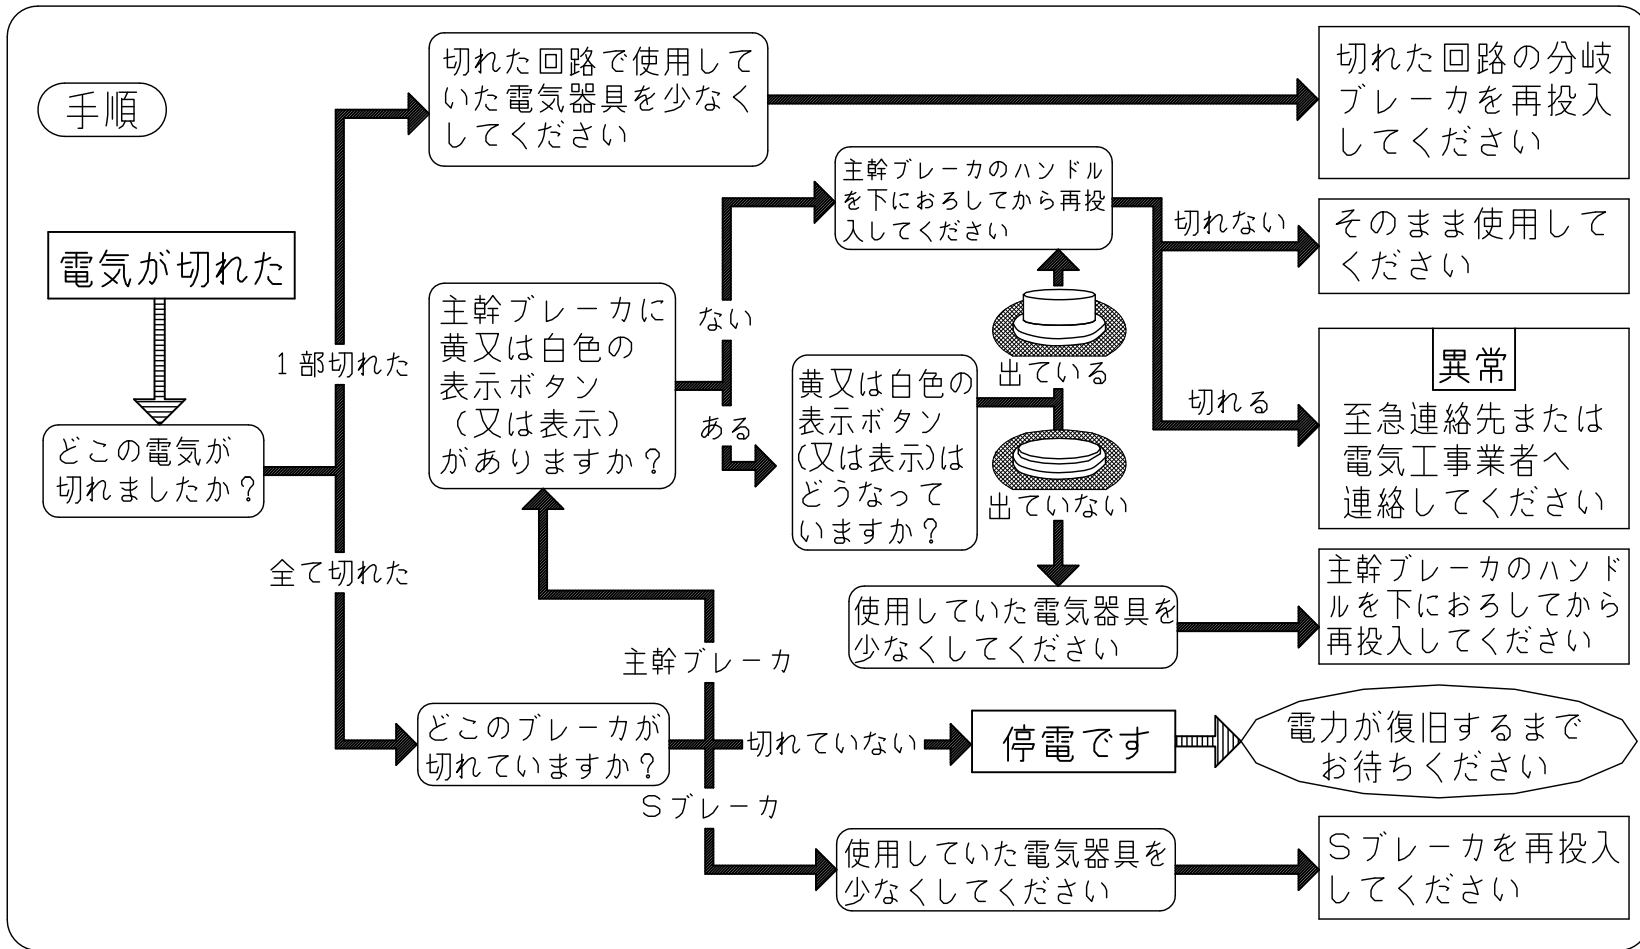 手順
電気が切れた
どこの電気が
切れましたか？
１部切れた
切れた回路で使用して
いた電気器具を少なく
してください
切れた回路の分岐
ブレーカを再投入
してください
全て切れた
どこのブレーカが
切れていますか？
主幹ブレーカ
主幹ブレーカに
黄又は白色の
表示ボタン
（又は表示）
がありますか？
ない
主幹ブレーカのハンドル
を下におろしてから再投
入してください
切れない
そのまま使用して
ください
切れる
異常
至急連絡先または
電気工事業者へ
連絡してください
ある
黄又は白色の
表示ボタン
(又は表示)は
どうなって
いますか？
出ている
出ていない
使用していた電気器具を
少なくしてください
主幹ブレーカのハンド
ルを下におろしてから
再投入してください
切れていない
停電です
電力が復旧するまで
お待ちください
Ｓブレーカ
使用していた電気器具を
少なくしてください
Ｓブレーカを再投入
してください